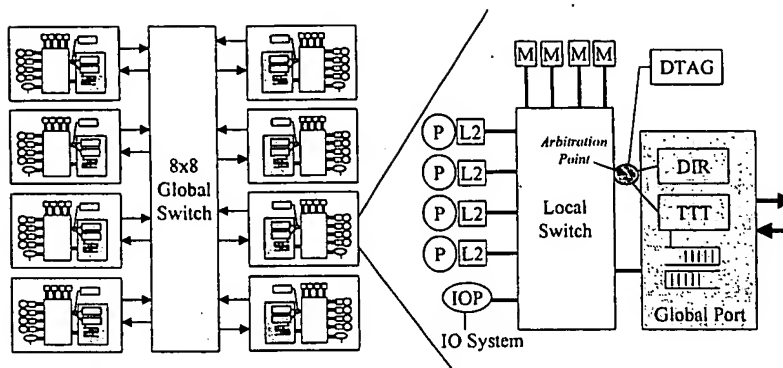 8x8
Global
Switch
M M M M
DTAG
P L2
P L2
P L2
P L2
Arbitration
Point
Local
Switch
DIR
TTT
IOP
IO System
Global Port